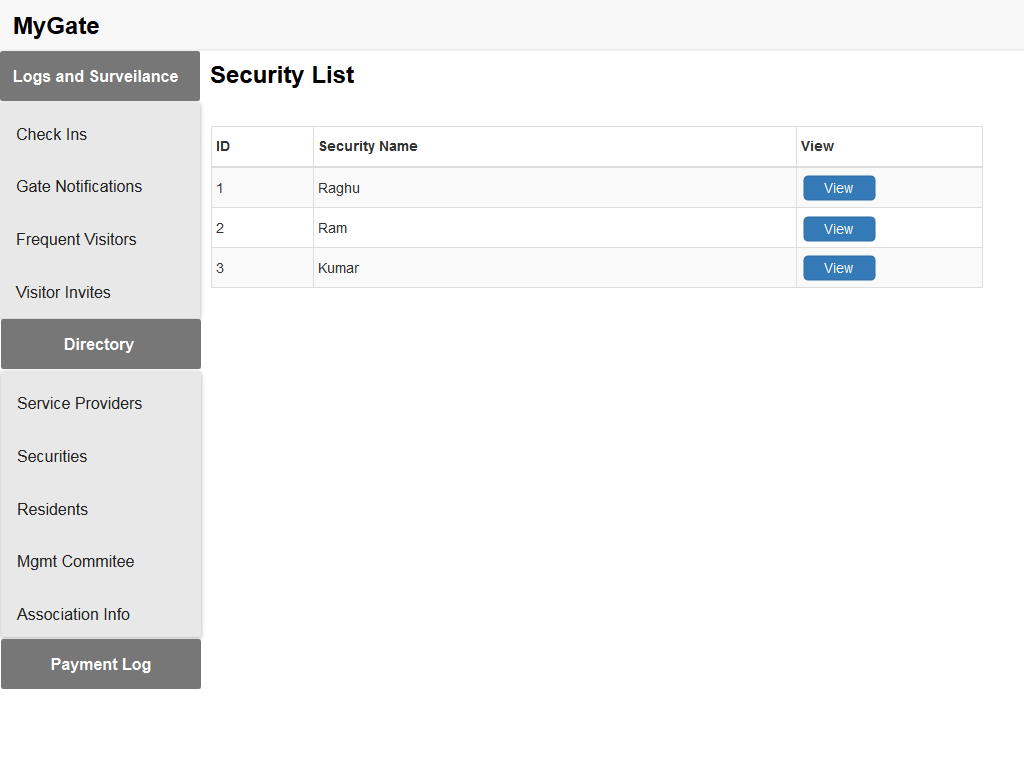 MyGate
Logs and Surveilance
Check Ins
Gate Notifications
Frequent Visitors
Visitor Invites
Directory
Service Providers
Securities
Residents
Mgmt Commitee
Association Info
Payment Log
Security List
ID Security Name View
1 Raghu View
2 Ram View
3 Kumar View